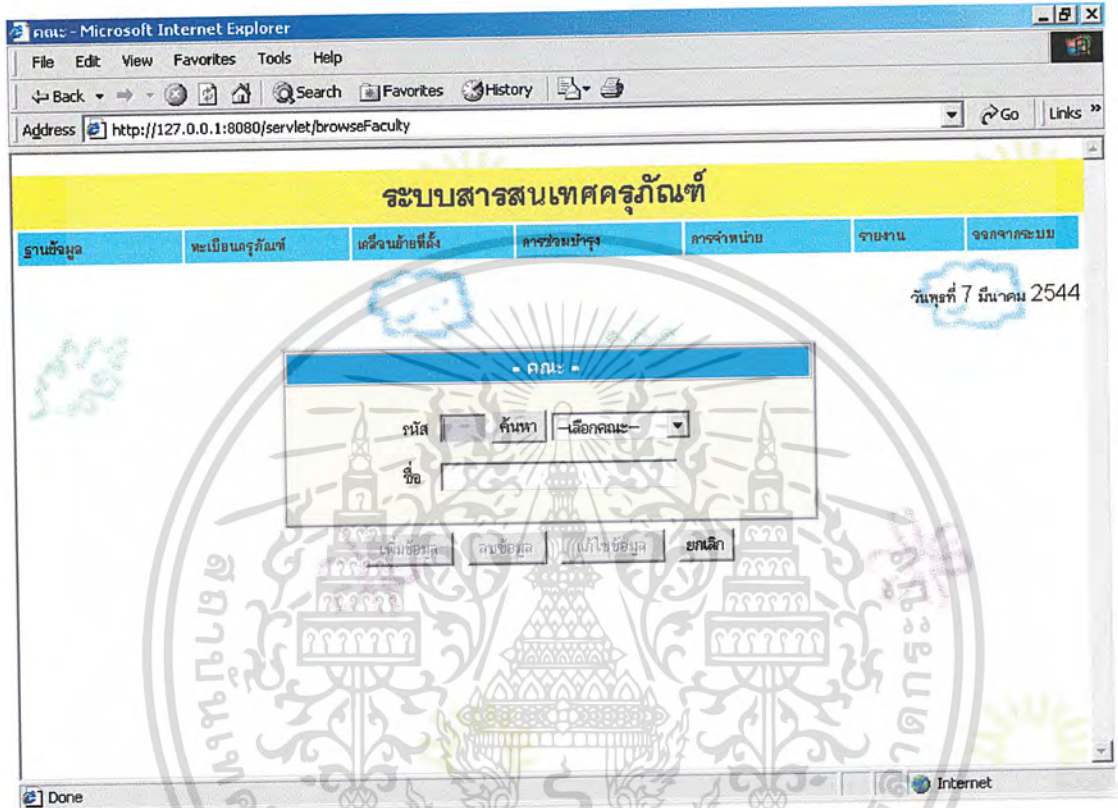 คณะ - Microsoft Internet Explorer
File Edit View Favorites Tools Help
Back Search Favorites History
Address http://127.0.0.1:8080/servlet/browseFaculty Go Links »
ระบบสารสนเทศครุภัณฑ์
ฐานข้อมูล ทะเบียนครุภัณฑ์ เคลื่อนย้ายที่ตั้ง การซ่อมบำรุง การจำหน่าย รายงาน ออกจากระบบ
วันพุธที่ 7 มีนาคม 2544
- คณะ -
รหัส ค้นหา --เลือกคณะ--
ชื่อ
เพิ่มข้อมูล ลบข้อมูล แก้ไขข้อมูล ยกเลิก
Done Internet